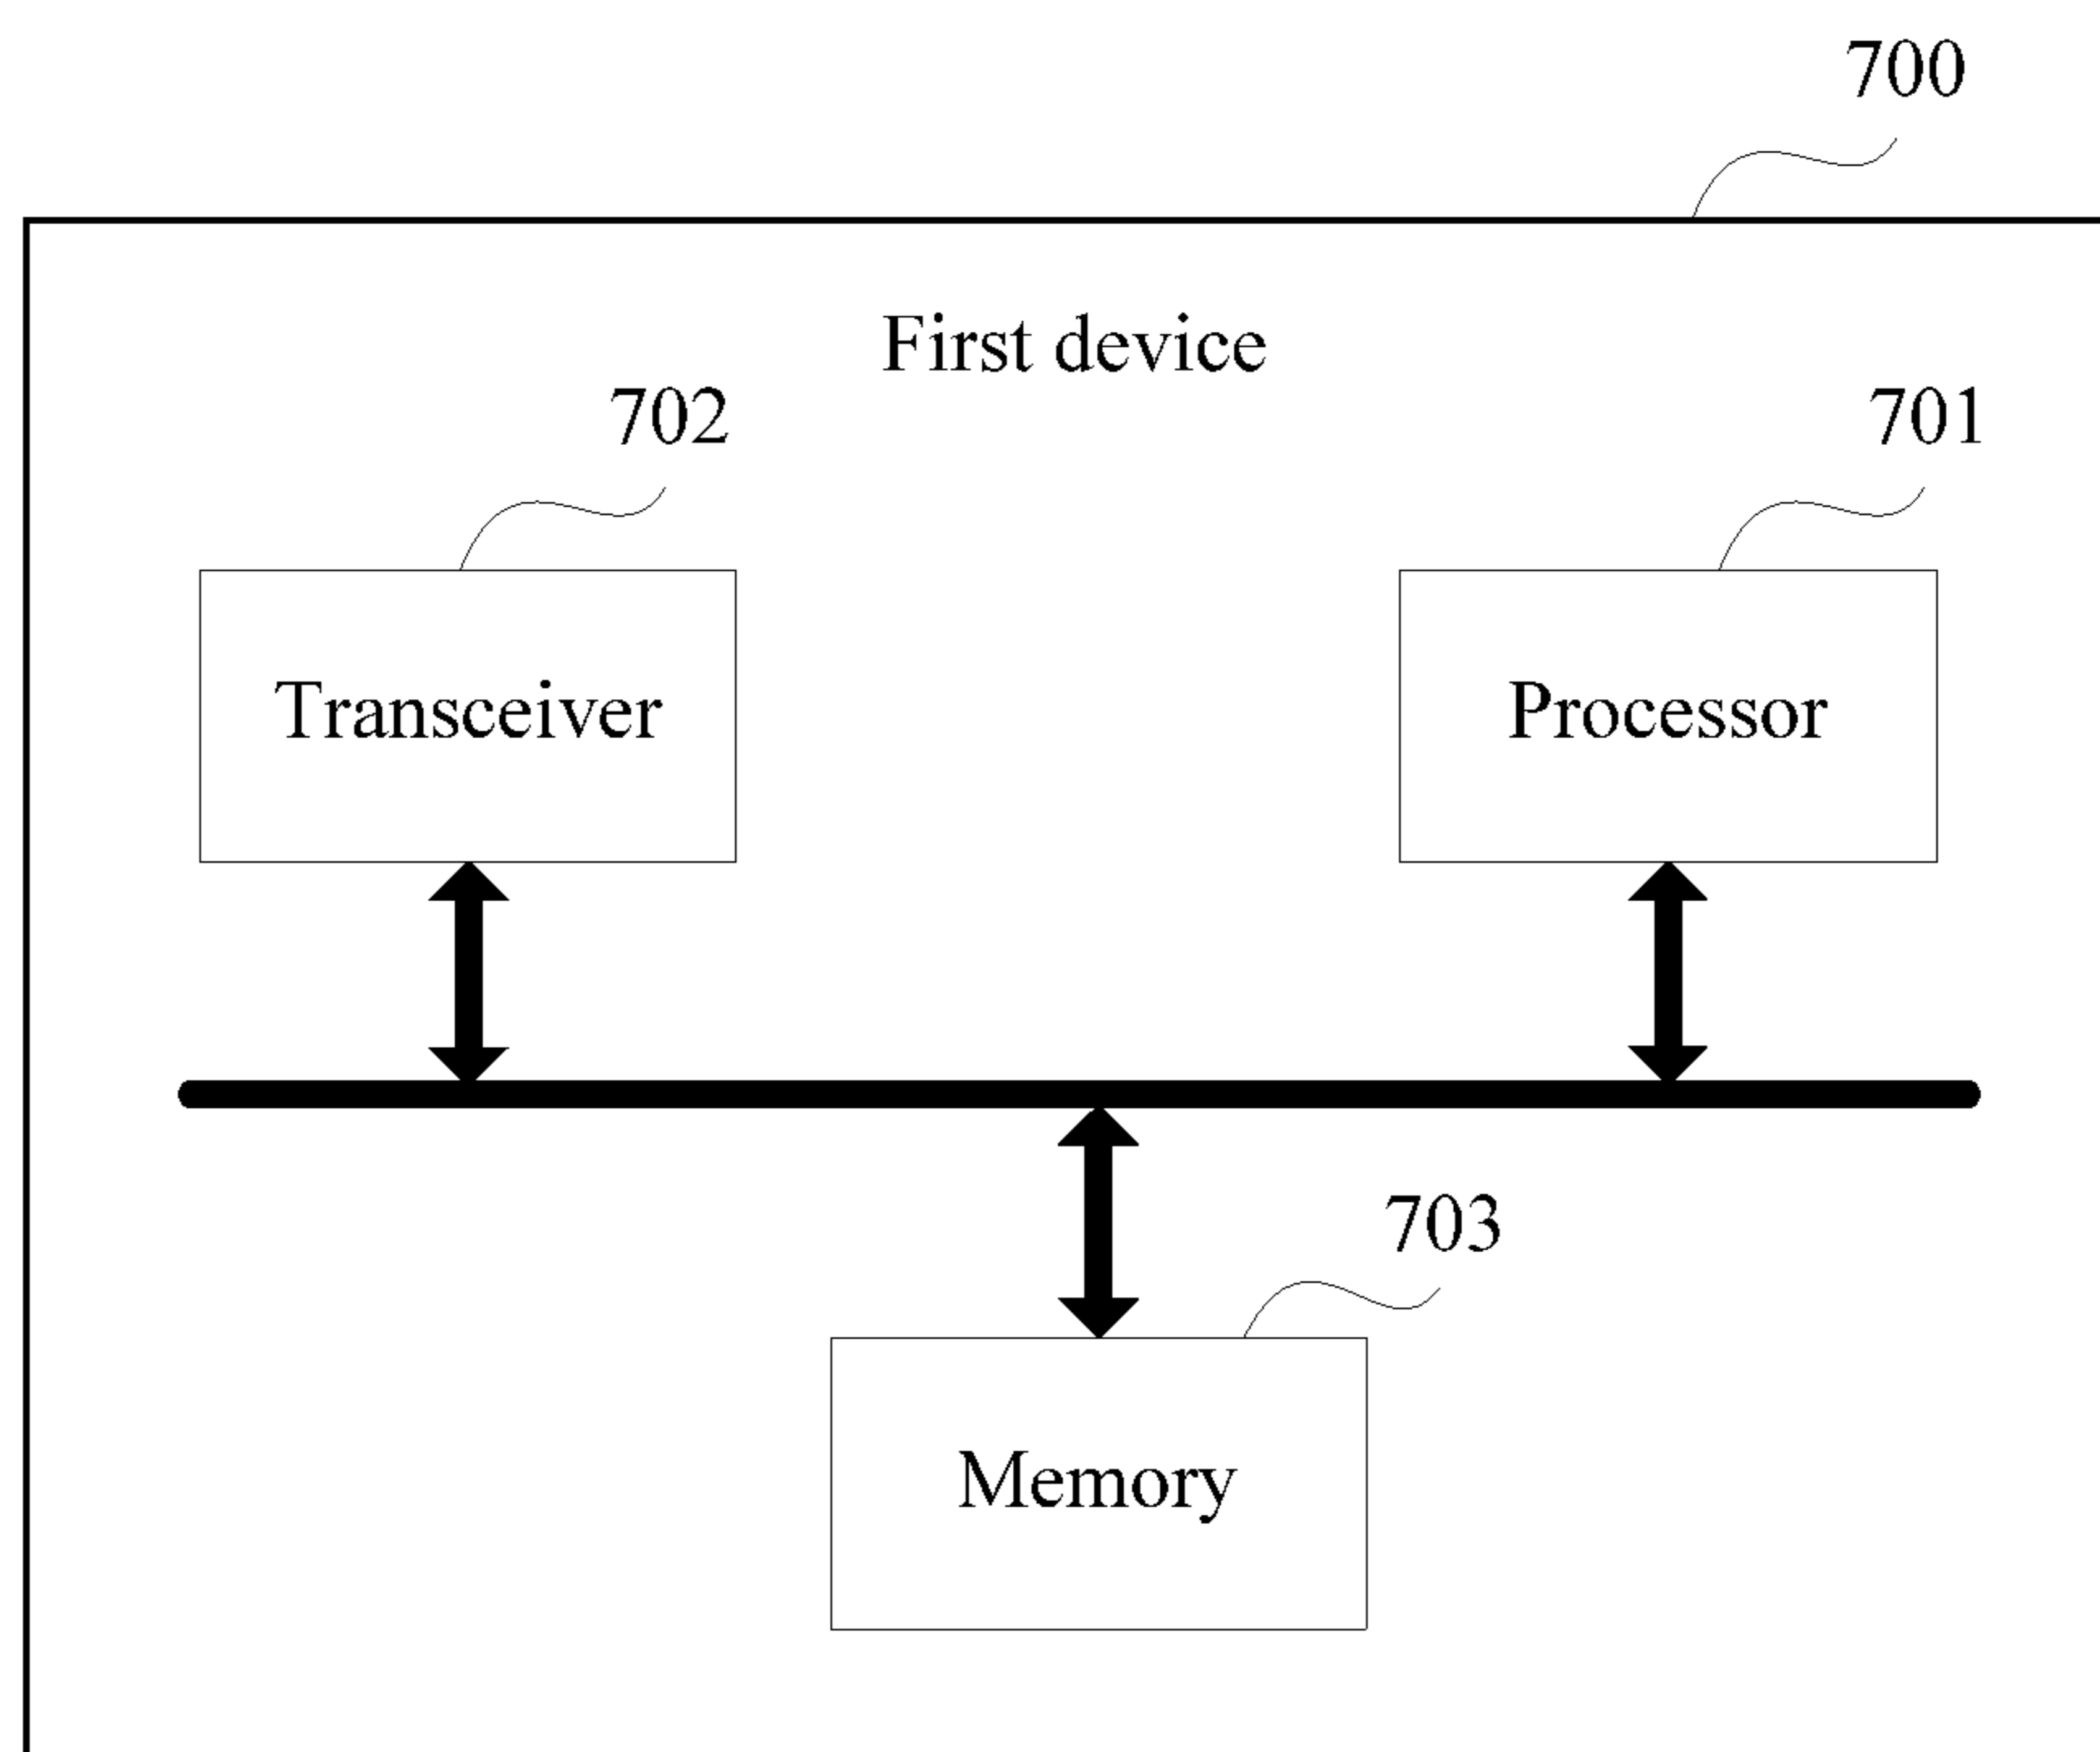 700
First device
702
701
Transceiver
Processor
703
Memory